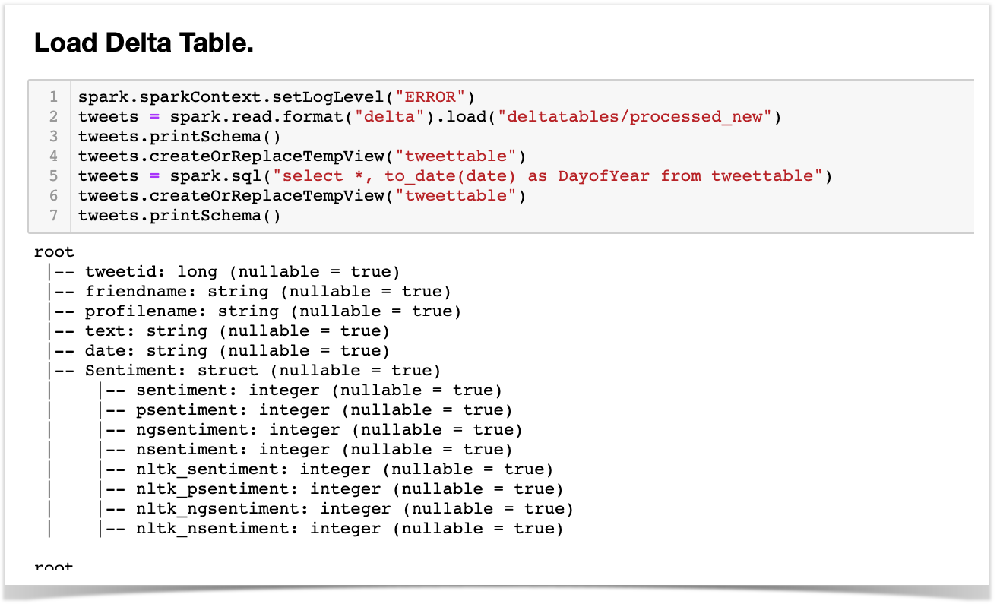 Load Delta Table.
1 spark.sparkContext.setLogLevel("ERROR")
2 tweets = spark.read.format("delta").load("deltatables/processed_new")
3 tweets.printSchema()
4 tweets.createOrReplaceTempView("tweettable")
5 tweets = spark.sql("select *, to_date(date) as DayofYear from tweettable")
6 tweets.createOrReplaceTempView("tweettable")
7 tweets.printSchema()
root
 |-- tweetid: long (nullable = true)
 |-- friendname: string (nullable = true)
 |-- profilename: string (nullable = true)
 |-- text: string (nullable = true)
 |-- date: string (nullable = true)
 |-- Sentiment: struct (nullable = true)
 |    |-- sentiment: integer (nullable = true)
 |    |-- psentiment: integer (nullable = true)
 |    |-- ngsentiment: integer (nullable = true)
 |    |-- nsentiment: integer (nullable = true)
 |    |-- nltk_sentiment: integer (nullable = true)
 |    |-- nltk_psentiment: integer (nullable = true)
 |    |-- nltk_ngsentiment: integer (nullable = true)
 |    |-- nltk_nsentiment: integer (nullable = true)
root